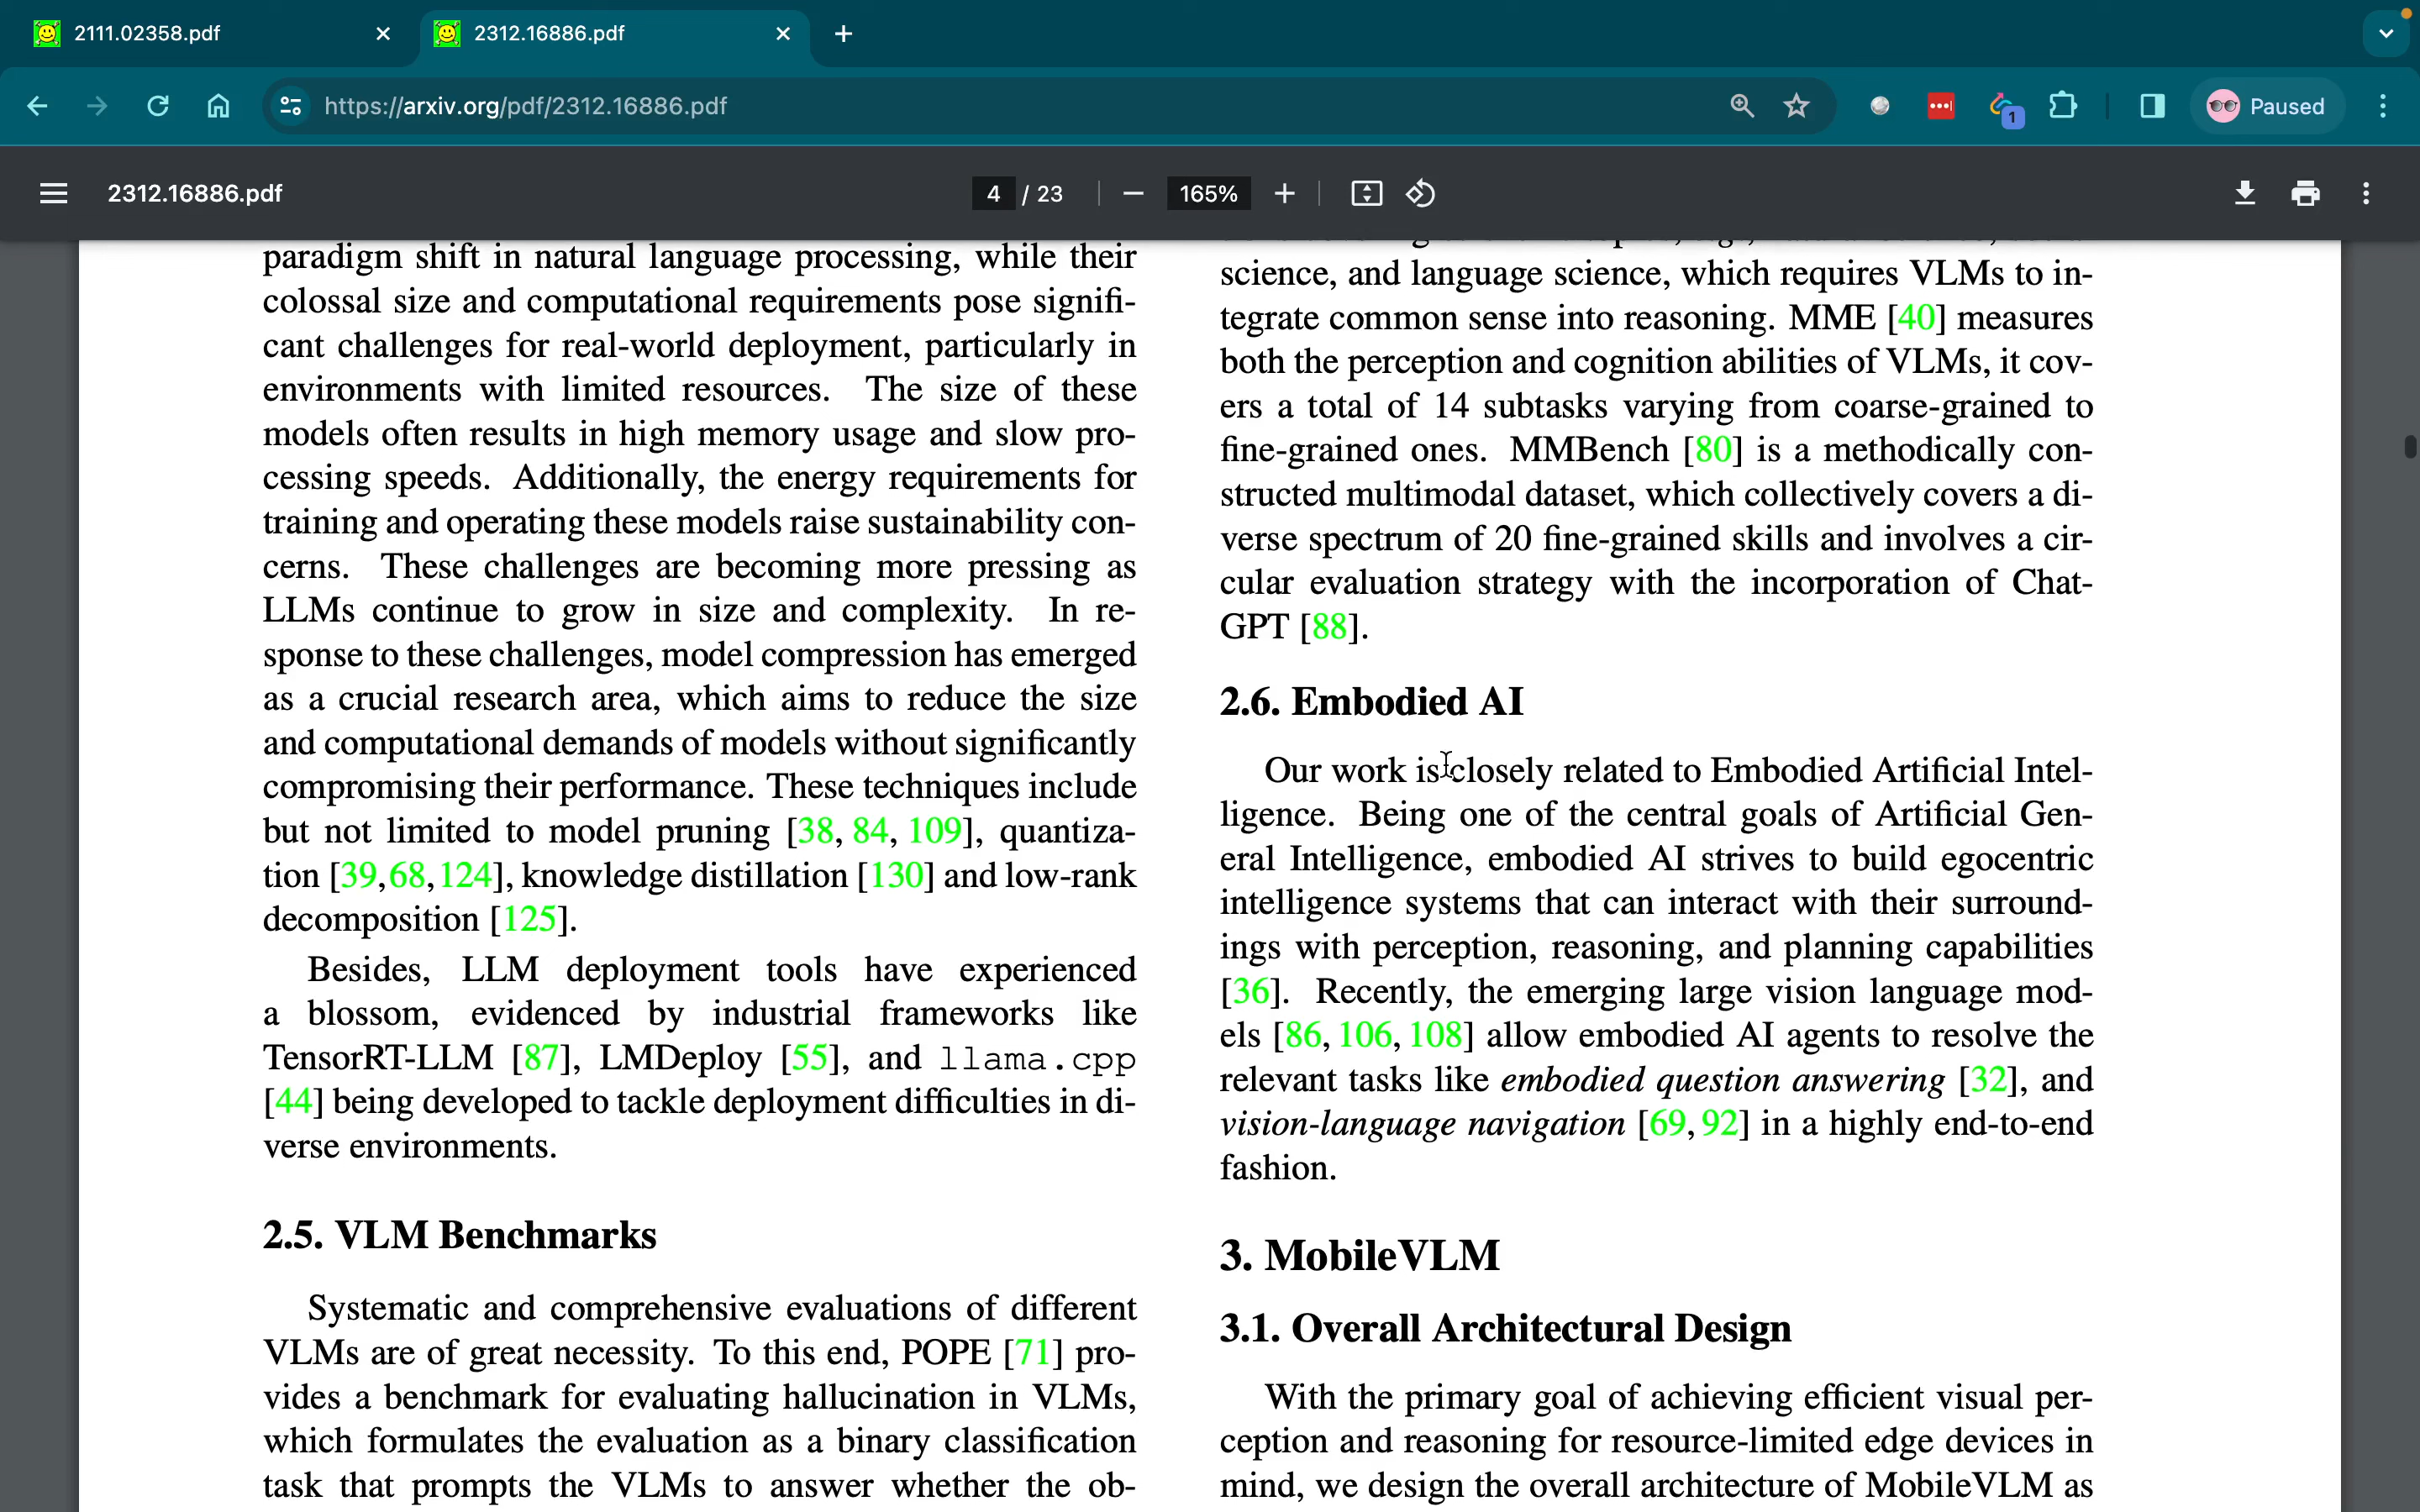 2111.02358.pdf
2312.16886.pdf
https://arxiv.org/pdf/2312.16886.pdf
1
Paused
2312.16886.pdf
4 / 23
165%
paradigm shift in natural language processing, while their
colossal size and computational requirements pose signifi-
cant challenges for real-world deployment, particularly in
environments with limited resources. The size of these
models often results in high memory usage and slow pro-
cessing speeds. Additionally, the energy requirements for
training and operating these models raise sustainability con-
cerns. These challenges are becoming more pressing as
LLMs continue to grow in size and complexity. In re-
sponse to these challenges, model compression has emerged
as a crucial research area, which aims to reduce the size
and computational demands of models without significantly
compromising their performance. These techniques include
but not limited to model pruning [38, 84, 109], quantiza-
tion [39,68,124], knowledge distillation [130] and low-rank
decomposition [125].
Besides, LLM deployment tools have experienced
a blossom, evidenced by industrial frameworks like
TensorRT-LLM [87], LMDeploy [55], and llama.cpp
[44] being developed to tackle deployment difficulties in di-
verse environments.
2.5. VLM Benchmarks
Systematic and comprehensive evaluations of different
VLMs are of great necessity. To this end, POPE [71] pro-
vides a benchmark for evaluating hallucination in VLMs,
which formulates the evaluation as a binary classification
task that prompts the VLMs to answer whether the ob-
science, and language science, which requires VLMs to in-
tegrate common sense into reasoning. MME [40] measures
both the perception and cognition abilities of VLMs, it cov-
ers a total of 14 subtasks varying from coarse-grained to
fine-grained ones. MMBench [80] is a methodically con-
structed multimodal dataset, which collectively covers a di-
verse spectrum of 20 fine-grained skills and involves a cir-
cular evaluation strategy with the incorporation of Chat-
GPT [88].
2.6. Embodied AI
Our work is closely related to Embodied Artificial Intel-
ligence. Being one of the central goals of Artificial Gen-
eral Intelligence, embodied AI strives to build egocentric
intelligence systems that can interact with their surround-
ings with perception, reasoning, and planning capabilities
[36]. Recently, the emerging large vision language mod-
els [86, 106, 108] allow embodied AI agents to resolve the
relevant tasks like embodied question answering [32], and
vision-language navigation [69, 92] in a highly end-to-end
fashion.
3. MobileVLM
3.1. Overall Architectural Design
With the primary goal of achieving efficient visual per-
ception and reasoning for resource-limited edge devices in
mind, we design the overall architecture of MobileVLM as